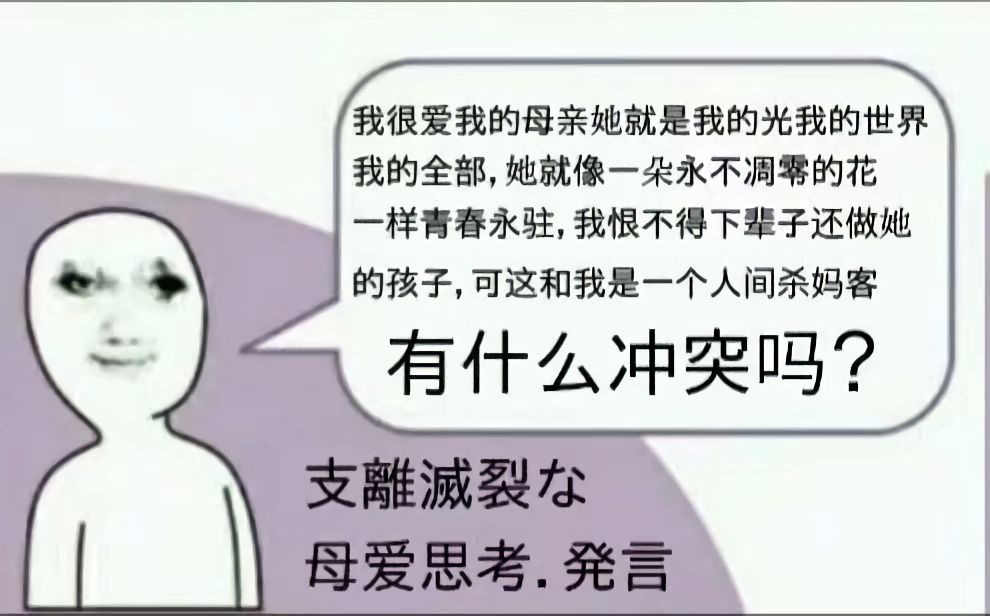 我很爱我的母亲她就是我的光我的世界
我的全部,她就像一朵永不凋零的花
一样青春永驻,我恨不得下辈子还做她
的孩子,可这和我是一个人间杀妈客
有什么冲突吗?
支離滅裂な
母爱思考.発言